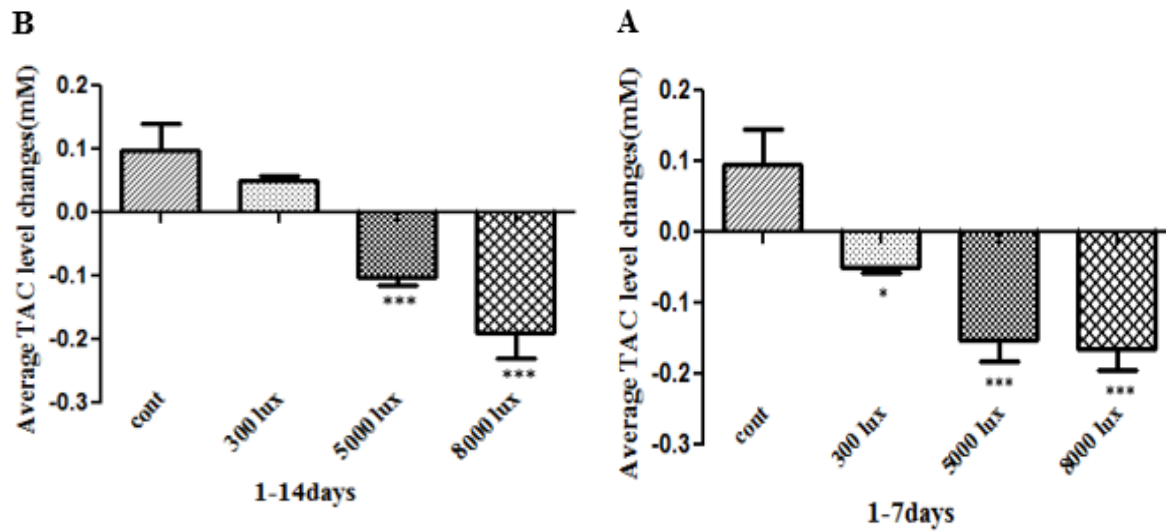 B
Average TAC level changes(mM)
0.2
0.1
0.0
-0.1
-0.2
-0.3
***
***
cont
300 lux
5000 lux
8000 lux
1-14days
A
Average TAC level changes(mM)
0.2
0.1
0.0
-0.1
-0.2
-0.3
*
***
***
cont
300 lux
5000 lux
8000 lux
1-7days